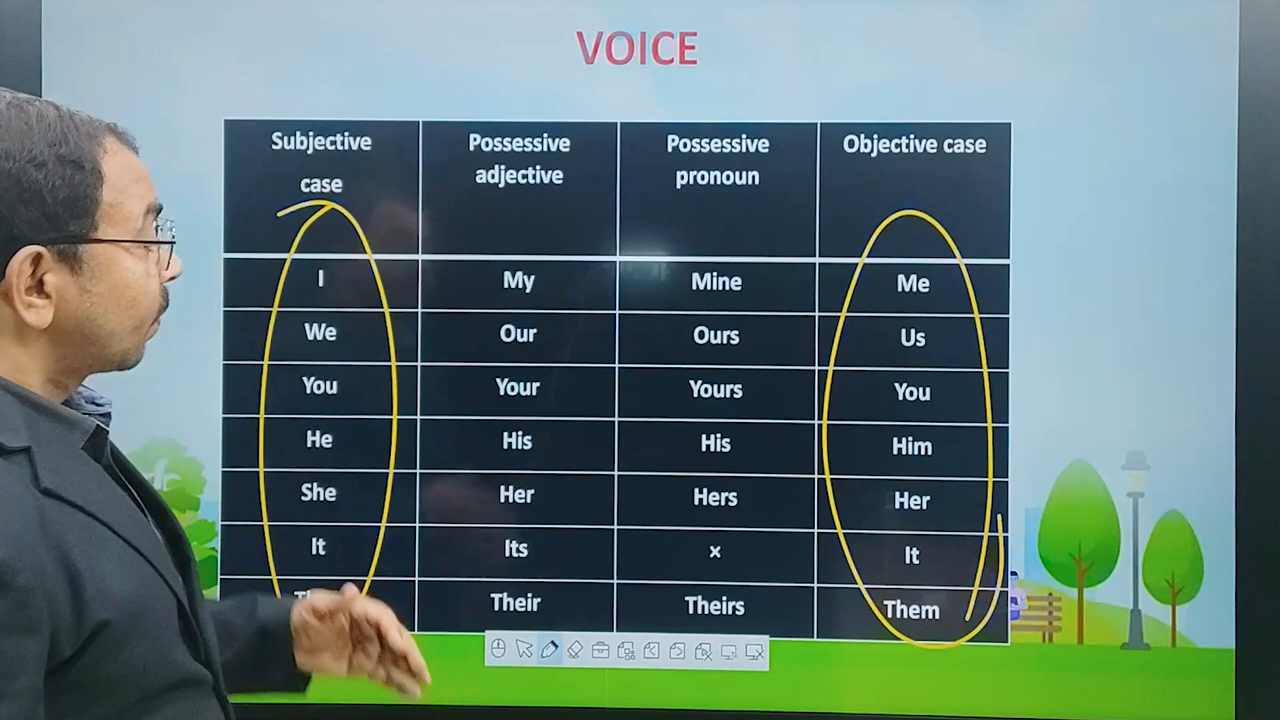 VOICE
Subjective case Possessive adjective Possessive pronoun Objective case
I My Mine Me
We Our Ours Us
You Your Yours You
He His His Him
She Her Hers Her
It Its x It
Their Theirs Them